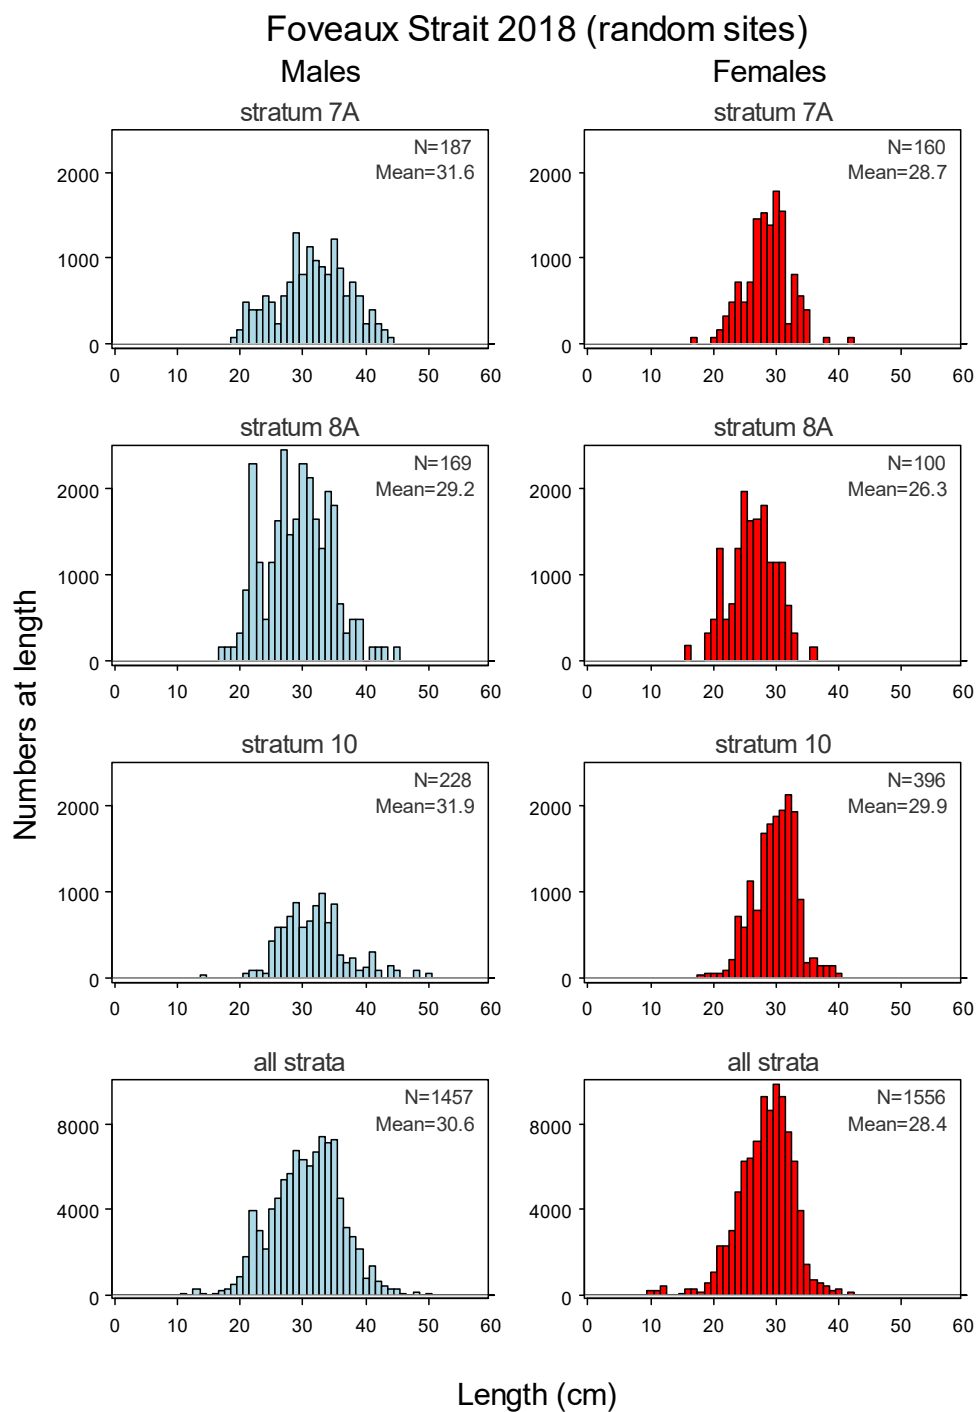 Foveaux Strait 2018 (random sites)
Males Females
stratum 7A stratum 7A
N=187 N=160
Mean=31.6 Mean=28.7
2000 2000
1000 1000
0 0
0 10 20 30 40 50 60 0 10 20 30 40 50 60
stratum 8A stratum 8A
N=169 N=100
Mean=29.2 Mean=26.3
2000 2000
1000 1000
0 0
0 10 20 30 40 50 60 0 10 20 30 40 50 60
Numbers at length
stratum 10 stratum 10
N=228 N=396
Mean=31.9 Mean=29.9
2000 2000
1000 1000
0 0
0 10 20 30 40 50 60 0 10 20 30 40 50 60
all strata all strata
N=1457 N=1556
Mean=30.6 Mean=28.4
8000 8000
4000 4000
0 0
0 10 20 30 40 50 60 0 10 20 30 40 50 60
Length (cm)